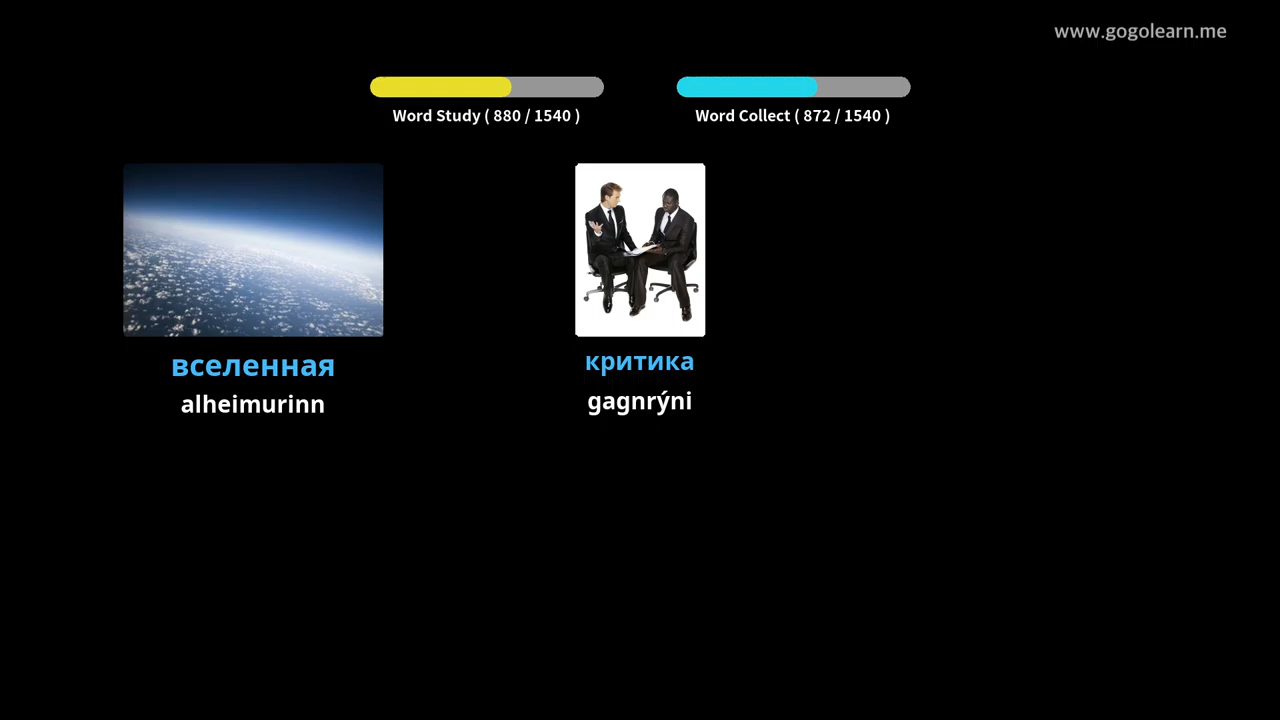 www.gogolearn.me
Word Study ( 880 / 1540 )
Word Collect ( 872 / 1540 )
вселенная
alheimurinn
критика
gagnrýni